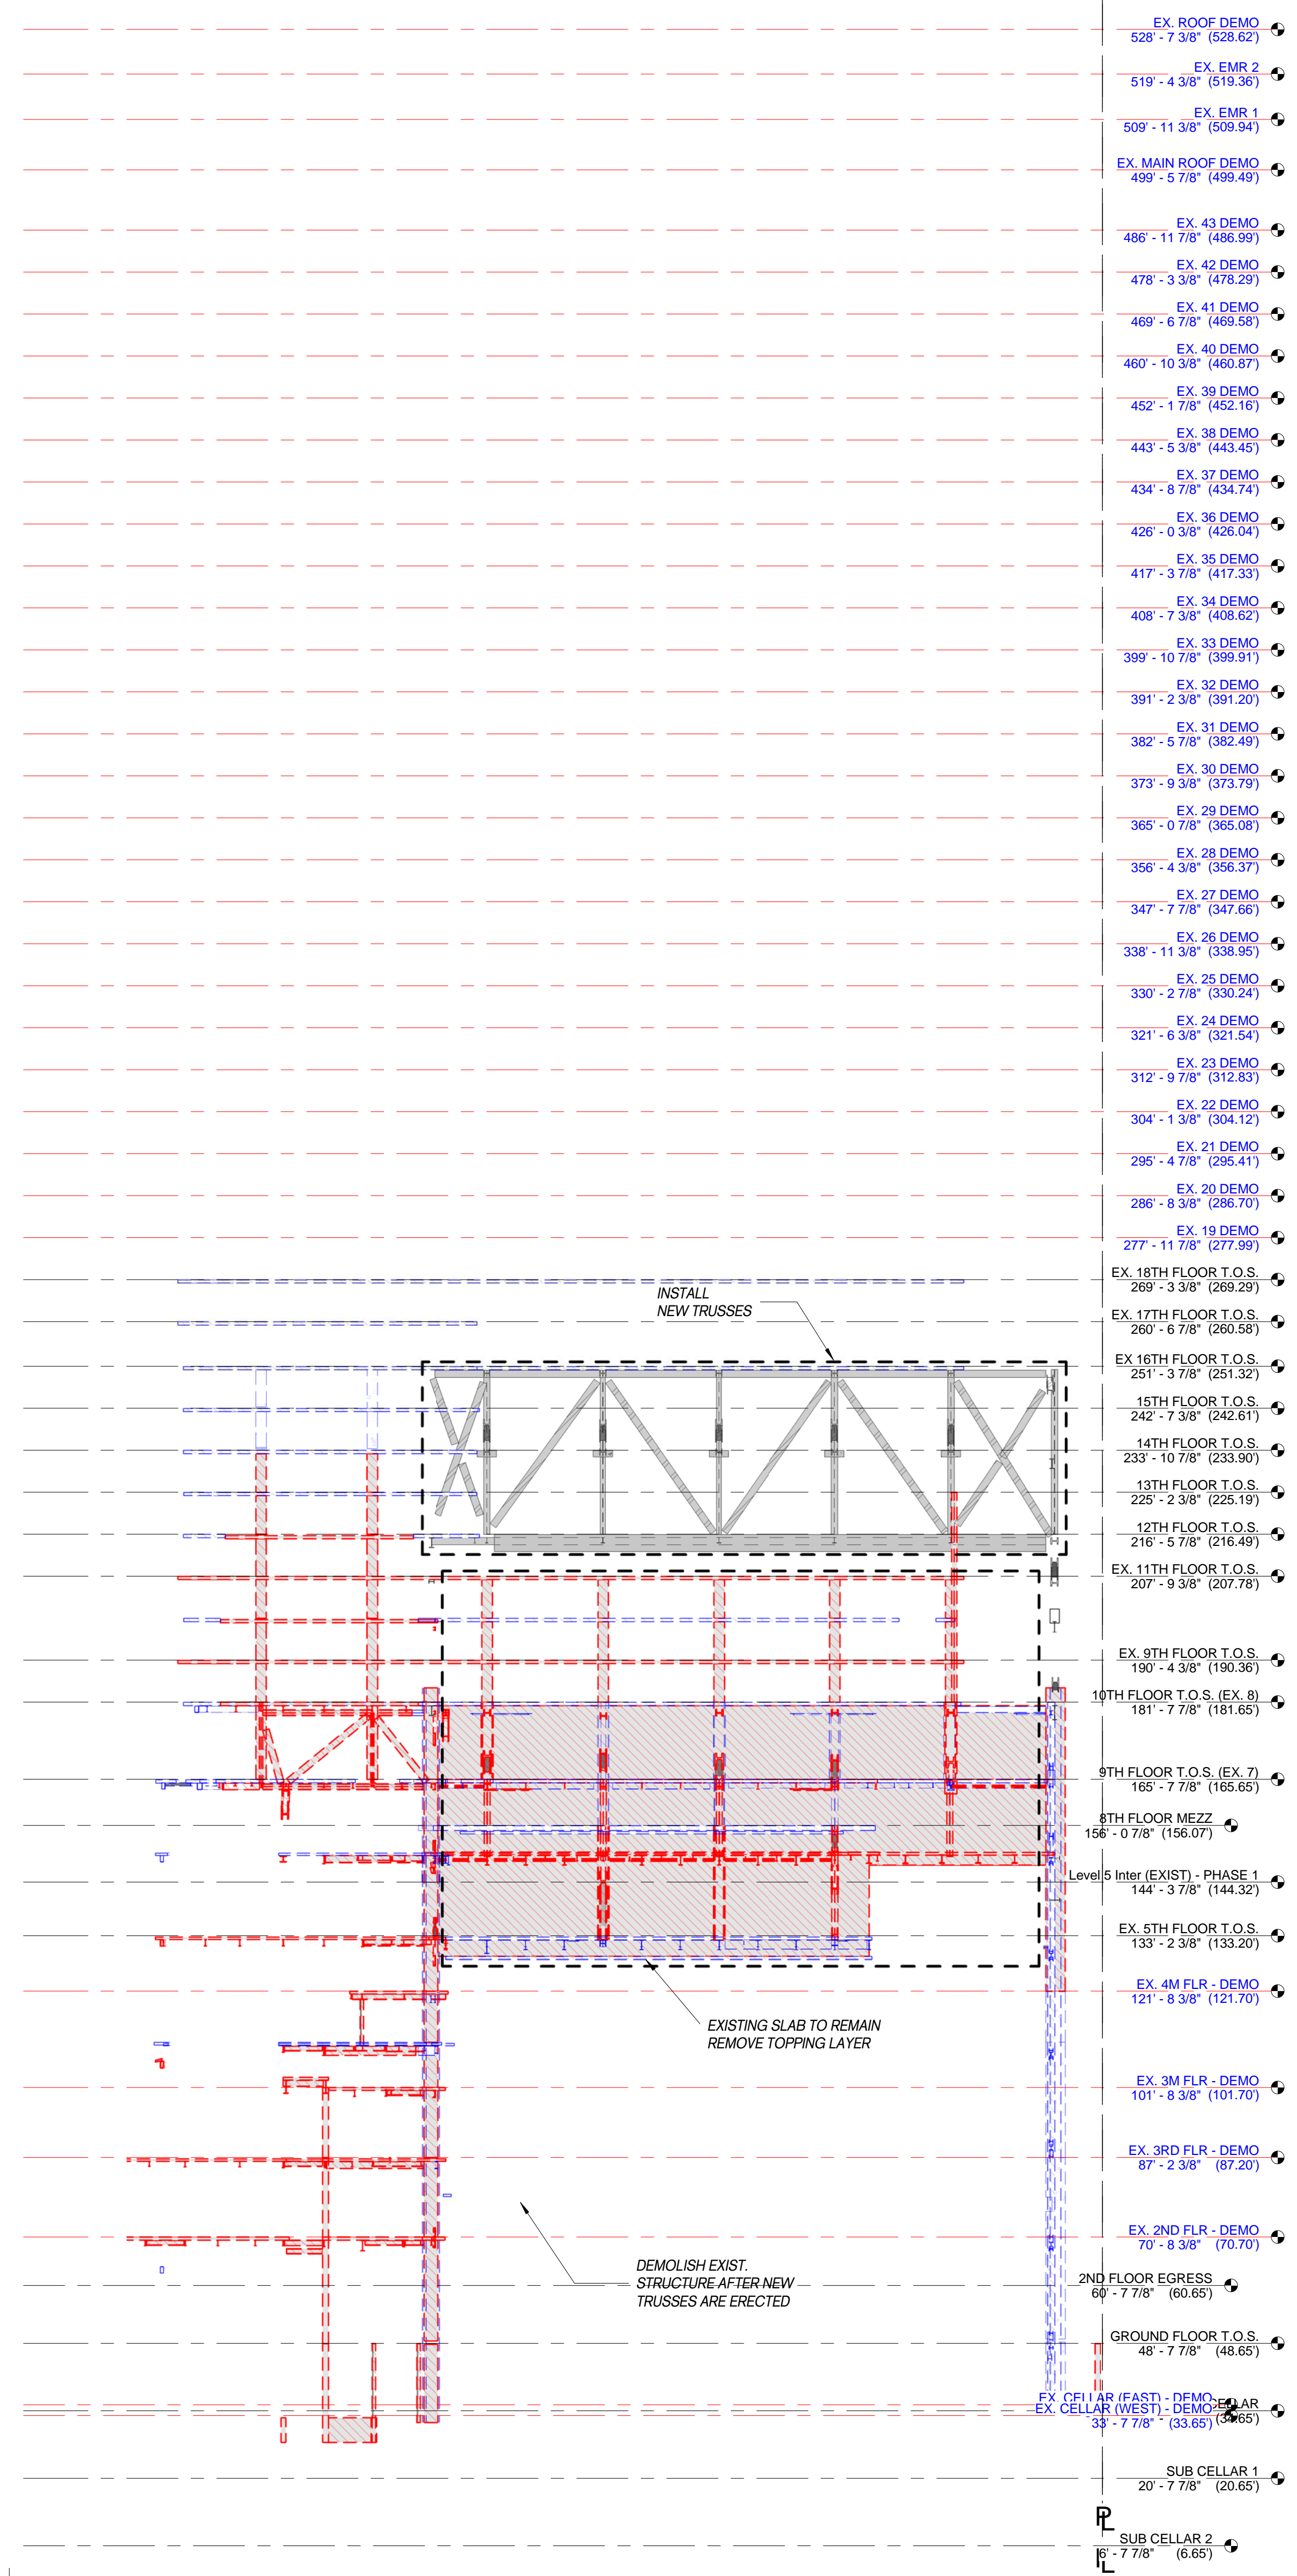 EX. ROOF DEMO
528' - 7 3/8" (528.62')
EX. EMR 2
519' - 4 3/8" (519.36')
EX. EMR 1
509' - 11 3/8" (509.94')
EX. MAIN ROOF DEMO
499' - 5 7/8" (499.49')
EX. 43 DEMO
486' - 11 7/8" (486.99')
EX. 42 DEMO
478' - 3 3/8" (478.29')
EX. 41 DEMO
469' - 6 7/8" (469.58')
EX. 40 DEMO
460' - 10 3/8" (460.87')
EX. 39 DEMO
452' - 1 7/8" (452.16')
EX. 38 DEMO
443' - 5 3/8" (443.45')
EX. 37 DEMO
434' - 8 7/8" (434.74')
EX. 36 DEMO
426' - 0 3/8" (426.04')
EX. 35 DEMO
417' - 3 7/8" (417.33')
EX. 34 DEMO
408' - 7 3/8" (408.62')
EX. 33 DEMO
399' - 10 7/8" (399.91')
EX. 32 DEMO
391' - 2 3/8" (391.20')
EX. 31 DEMO
382' - 5 7/8" (382.49')
EX. 30 DEMO
373' - 9 3/8" (373.79')
EX. 29 DEMO
365' - 0 7/8" (365.08')
EX. 28 DEMO
356' - 4 3/8" (356.37')
EX. 27 DEMO
347' - 7 7/8" (347.66')
EX. 26 DEMO
338' - 11 3/8" (338.95')
EX. 25 DEMO
330' - 2 7/8" (330.24')
EX. 24 DEMO
321' - 6 3/8" (321.54')
EX. 23 DEMO
312' - 9 7/8" (312.83')
EX. 22 DEMO
304' - 1 3/8" (304.12')
EX. 21 DEMO
295' - 4 7/8" (295.41')
EX. 20 DEMO
286' - 8 3/8" (286.70')
EX. 19 DEMO
277' - 11 7/8" (277.99')
EX. 18TH FLOOR T.O.S.
269' - 3 3/8" (269.29')
INSTALL
NEW TRUSSES
EX. 17TH FLOOR T.O.S.
260' - 6 7/8" (260.58')
EX 16TH FLOOR T.O.S.
251' - 3 7/8" (251.32')
15TH FLOOR T.O.S.
242' - 7 3/8" (242.61')
14TH FLOOR T.O.S.
233' - 10 7/8" (233.90')
13TH FLOOR T.O.S.
225' - 2 3/8" (225.19')
12TH FLOOR T.O.S.
216' - 5 7/8" (216.49')
EX. 11TH FLOOR T.O.S.
207' - 9 3/8" (207.78')
EX. 9TH FLOOR T.O.S.
190' - 4 3/8" (190.36')
10TH FLOOR T.O.S. (EX. 8)
181' - 7 7/8" (181.65')
9TH FLOOR T.O.S. (EX. 7)
165' - 7 7/8" (165.65')
8TH FLOOR MEZZ
156' - 0 7/8" (156.07')
Level 5 Inter (EXIST) - PHASE 1
144' - 3 7/8" (144.32')
EX. 5TH FLOOR T.O.S.
133' - 2 3/8" (133.20')
EX. 4M FLR - DEMO
121' - 8 3/8" (121.70')
EXISTING SLAB TO REMAIN
REMOVE TOPPING LAYER
EX. 3M FLR - DEMO
101' - 8 3/8" (101.70')
EX. 3RD FLR - DEMO
87' - 2 3/8" (87.20')
EX. 2ND FLR - DEMO
70' - 8 3/8" (70.70')
DEMOLISH EXIST.
STRUCTURE AFTER NEW
TRUSSES ARE ERECTED
2ND FLOOR EGRESS
60' - 7 7/8" (60.65')
GROUND FLOOR T.O.S.
48' - 7 7/8" (48.65')
EX. CELLAR (EAST) - DEMO
EX. CELLAR (WEST) - DEMO
33' - 7 7/8" (33.65')
SUB CELLAR 1
20' - 7 7/8" (20.65')
PL
SUB CELLAR 2
6' - 7 7/8" (6.65')